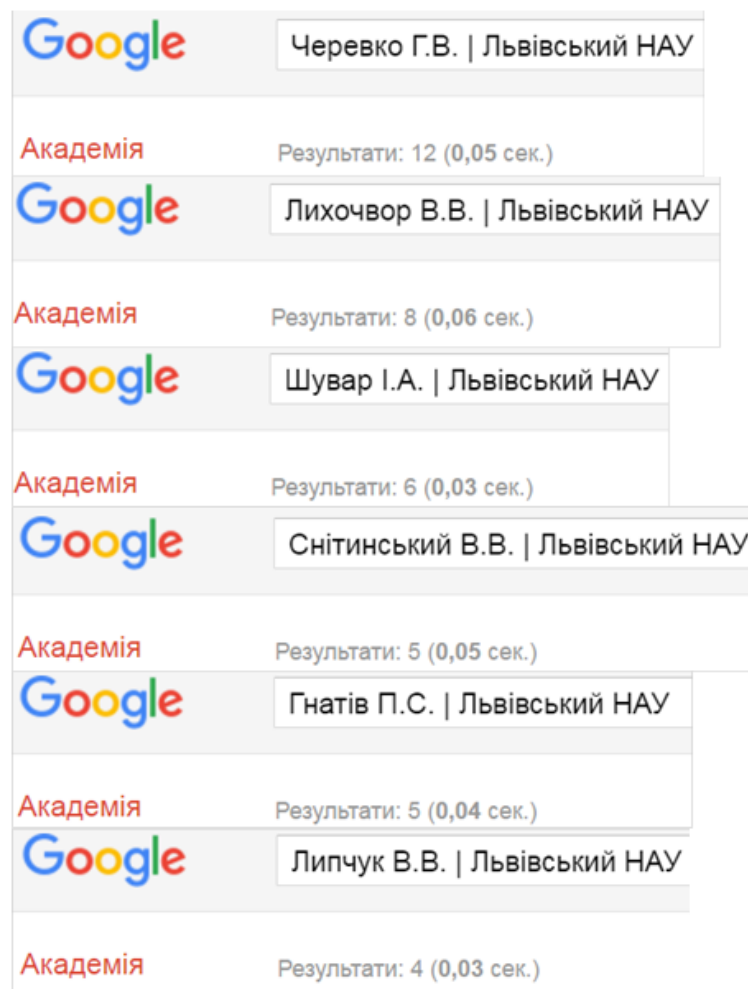 Google Черевко Г.В. | Львівський НАУ
Академія Результати: 12 (0,05 сек.)
Google Лихочвор В.В. | Львівський НАУ
Академія Результати: 8 (0,06 сек.)
Google Шувар І.А. | Львівський НАУ
Академія Результати: 6 (0,03 сек.)
Google Снітинський В.В. | Львівський НАУ
Академія Результати: 5 (0,05 сек.)
Google Гнатів П.С. | Львівський НАУ
Академія Результати: 5 (0,04 сек.)
Google Липчук В.В. | Львівський НАУ
Академія Результати: 4 (0,03 сек.)